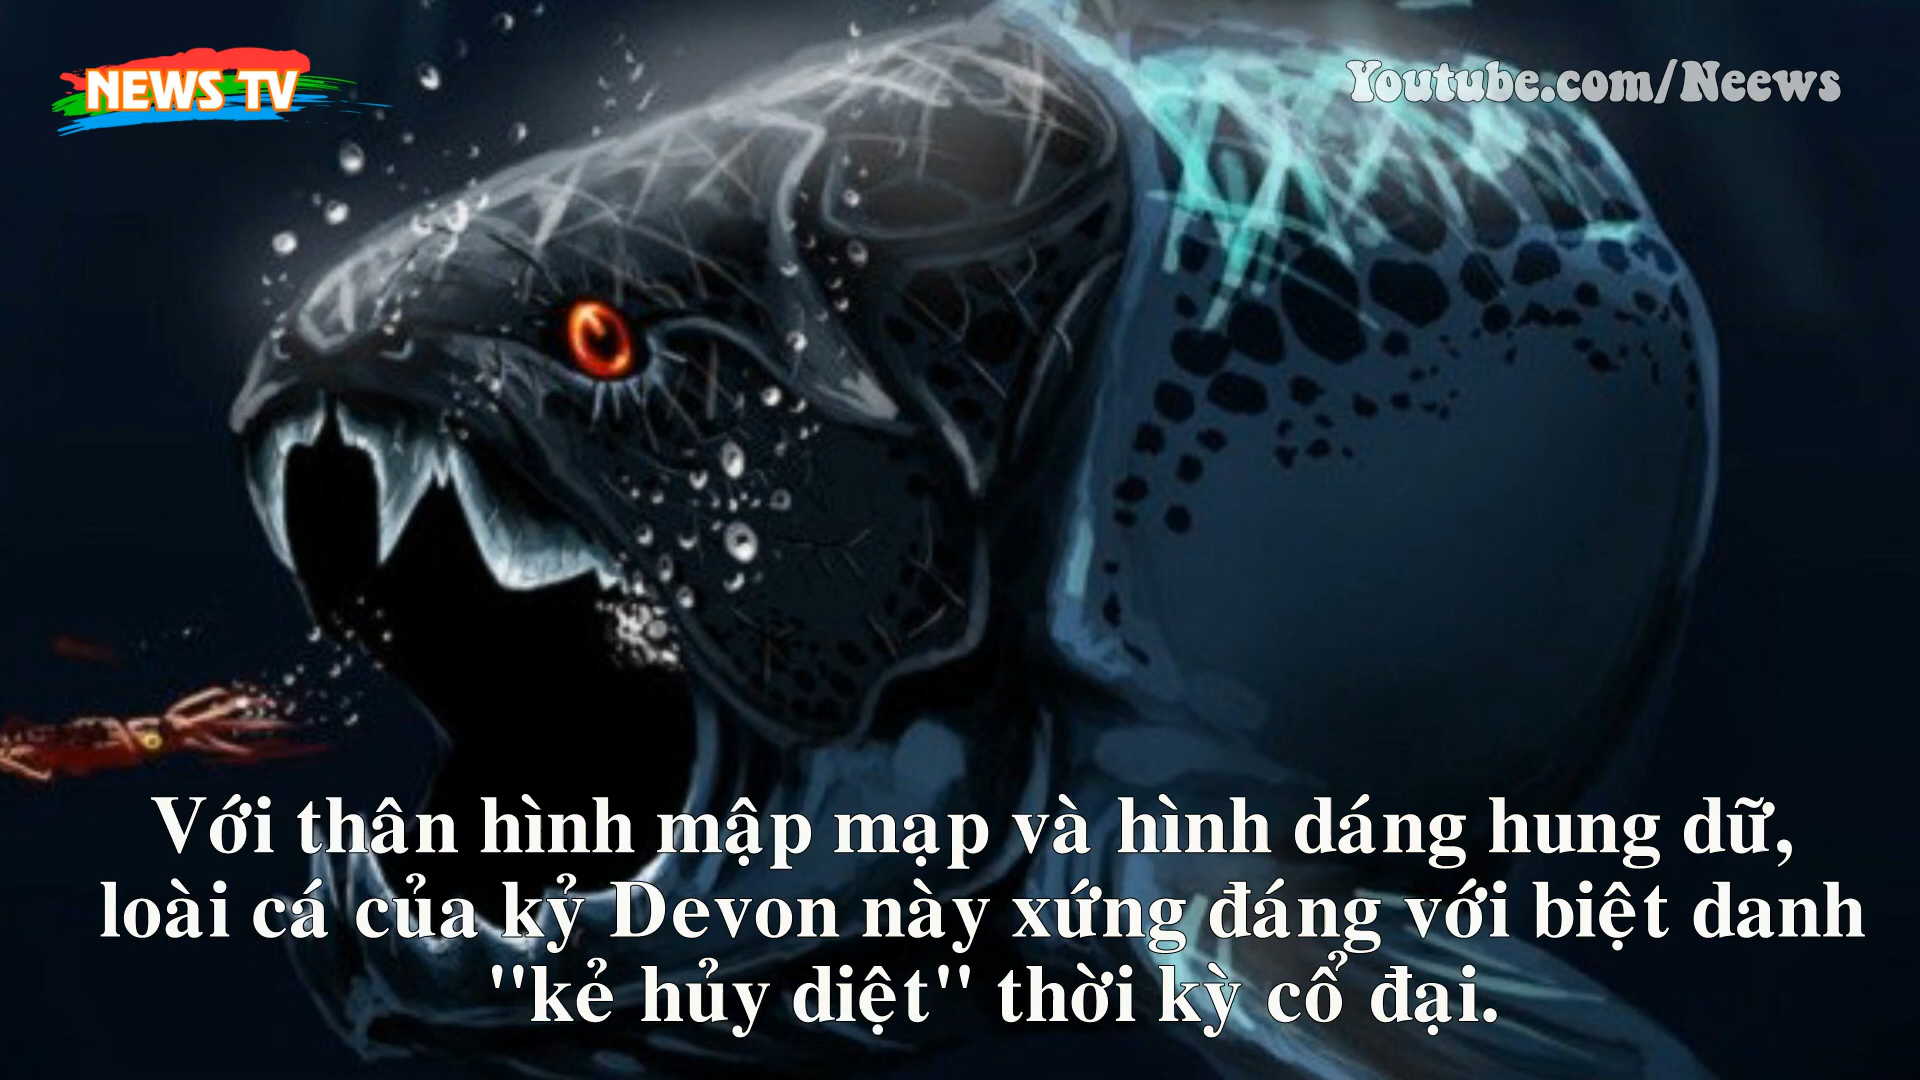 NEWS TV
Youtube.com/Neews
Với thân hình mập mạp và hình dáng hung dữ,
loài cá của kỷ Devon này xứng đáng với biệt danh
"kẻ hủy diệt" thời kỳ cổ đại.